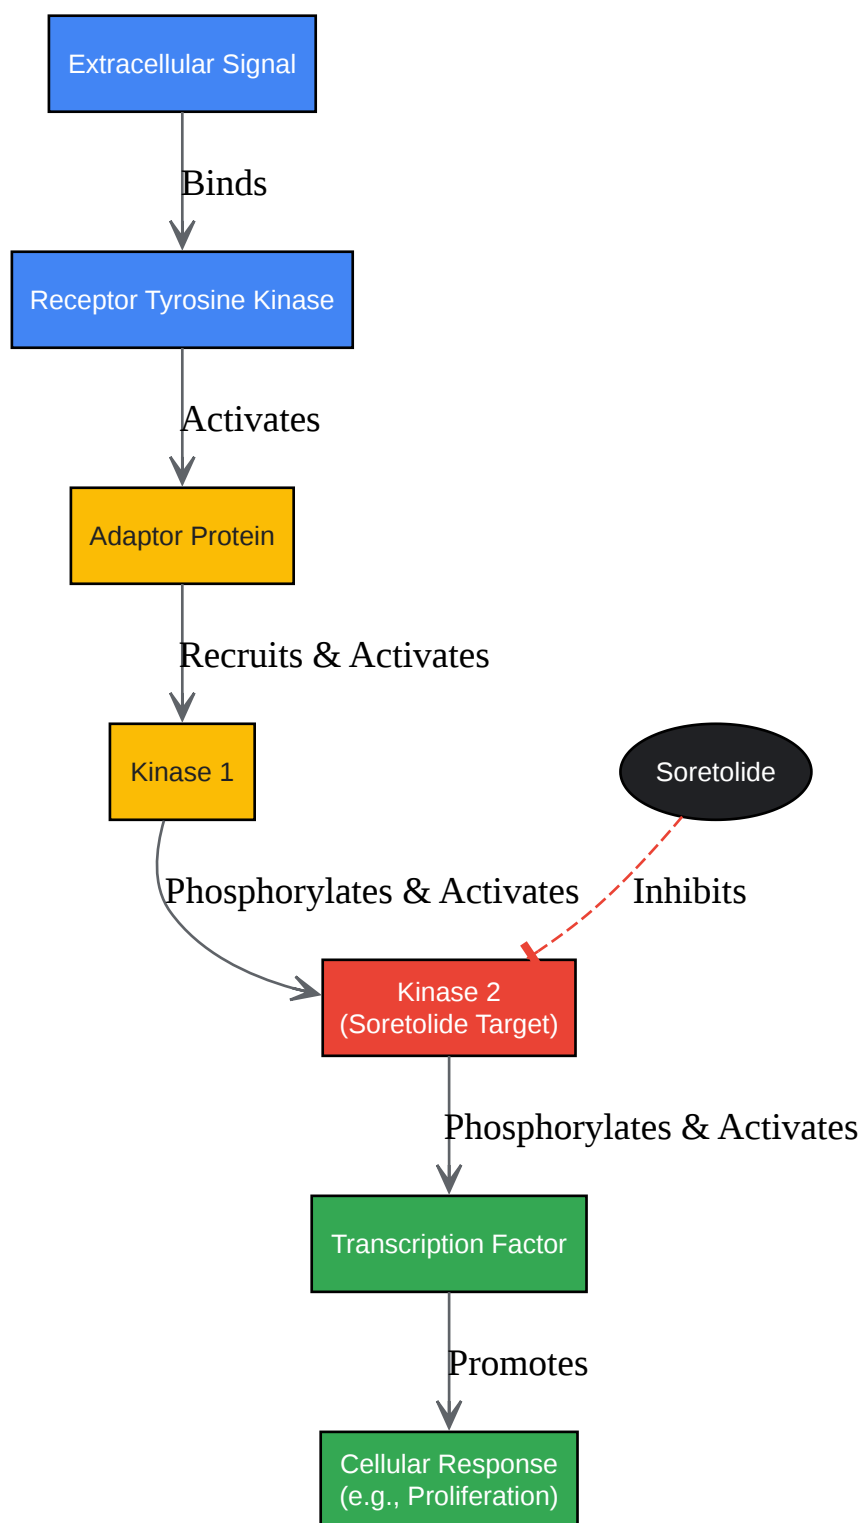 Extracellular Signal
Binds
Receptor Tyrosine Kinase
Activates
Adaptor Protein
Recruits & Activates
Kinase 1
Soretolide
Phosphorylates & Activates
Inhibits
Kinase 2
(Soretolide Target)
Phosphorylates & Activates
Transcription Factor
Promotes
Cellular Response
(e.g., Proliferation)